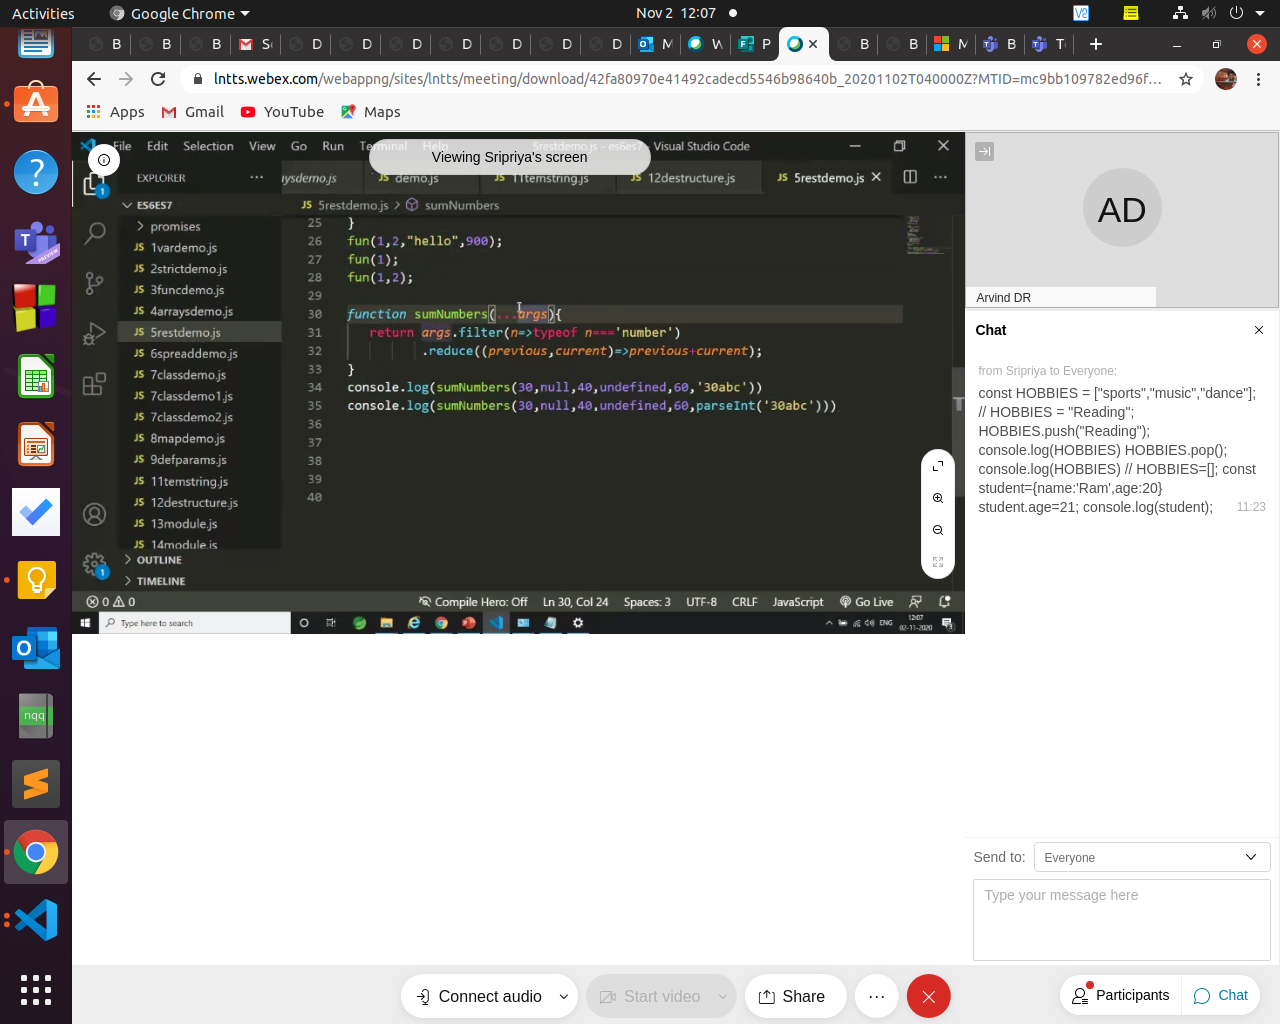 Activities
Google Chrome
Nov 2 12:07
B
B
B
D
D
D
D
D
D
D
P
B
B
B
lntts.webex.com/webappng/sites/lntts/meeting/download/42fa80970e41492cadecd5546b98640b_20201102T040000Z?MTID=mc9bb109782ed96f...
Apps
Gmail
YouTube
Maps
File Edit Selection View Go Run Terminal Help
5restdemo.js - es6es7 - Visual Studio Code
Viewing Sripriya's screen
EXPLORER
demo.js
11temstring.js
12destructure.js
5restdemo.js
ES6ES7
5restdemo.js > sumNumbers
promises
1vardemo.js
2strictdemo.js
3funcdemo.js
4arraysdemo.js
5restdemo.js
6spreaddemo.js
7classdemo.js
7classdemo1.js
7classdemo2.js
8mapdemo.js
9defparams.js
11temstring.js
12destructure.js
13module.js
14module.js
OUTLINE
TIMELINE
25 }
26 fun(1,2,"hello",900);
27 fun(1);
28 fun(1,2);
29
30 function sumNumbers(...args){
31 return args.filter(n=>typeof n==='number')
32 .reduce((previous,current)=>previous+current);
33 }
34 console.log(sumNumbers(30,null,40,undefined,60,'30abc'))
35 console.log(sumNumbers(30,null,40,undefined,60,parseInt('30abc')))
36
37
38
39
40
1
1
0 0
Compile Hero: Off
Ln 30, Col 24
Spaces: 3
UTF-8
CRLF
JavaScript
Go Live
Type here to search
ENG
12:07
02-11-2020
3
AD
Arvind DR
Chat
from Sripriya to Everyone:
const HOBBIES = ["sports","music","dance"];
// HOBBIES = "Reading";
HOBBIES.push("Reading");
console.log(HOBBIES) HOBBIES.pop();
console.log(HOBBIES) // HOBBIES=[]; const
student={name:'Ram',age:20}
student.age=21; console.log(student);
11:23
Send to:
Everyone
Type your message here
PREVIEW
nqq
Connect audio
Start video
Share
Participants
Chat